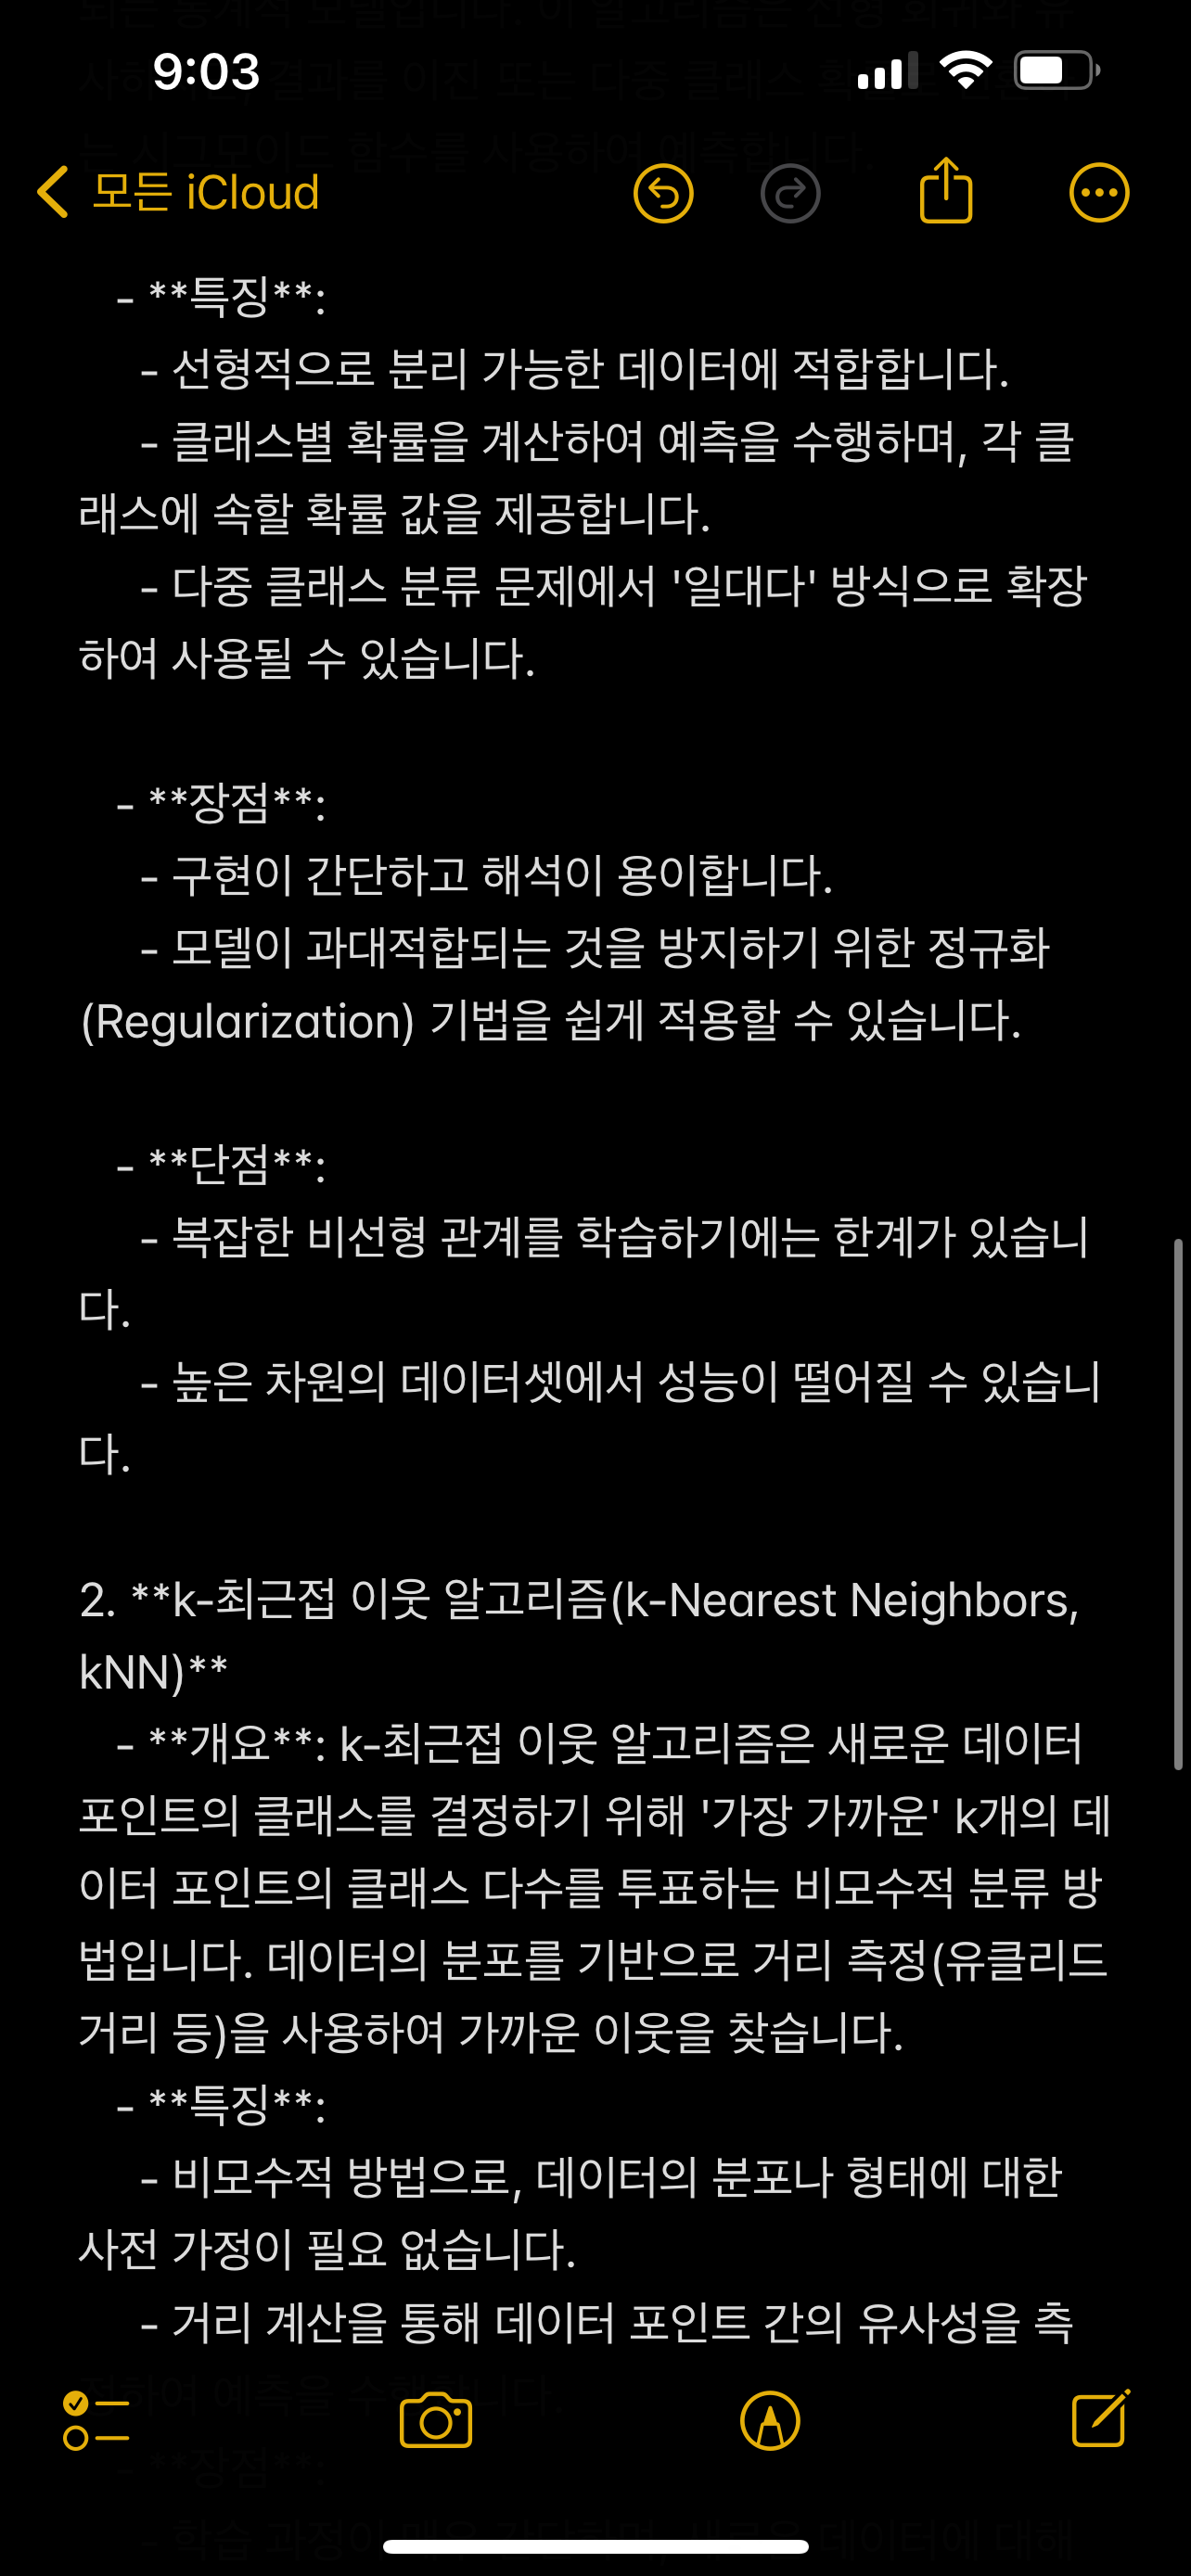 9:03
모든 iCloud
- **특징**:
- 선형적으로 분리 가능한 데이터에 적합합니다.
- 클래스별 확률을 계산하여 예측을 수행하며, 각 클
래스에 속할 확률 값을 제공합니다.
- 다중 클래스 분류 문제에서 '일대다' 방식으로 확장
하여 사용될 수 있습니다.
- **장점**:
- 구현이 간단하고 해석이 용이합니다.
- 모델이 과대적합되는 것을 방지하기 위한 정규화
(Regularization) 기법을 쉽게 적용할 수 있습니다.
- **단점**:
- 복잡한 비선형 관계를 학습하기에는 한계가 있습니
다.
- 높은 차원의 데이터셋에서 성능이 떨어질 수 있습니
다.
2. **k-최근접 이웃 알고리즘(k-Nearest Neighbors,
kNN)**
- **개요**: k-최근접 이웃 알고리즘은 새로운 데이터
포인트의 클래스를 결정하기 위해 '가장 가까운' k개의 데
이터 포인트의 클래스 다수를 투표하는 비모수적 분류 방
법입니다. 데이터의 분포를 기반으로 거리 측정(유클리드
거리 등)을 사용하여 가까운 이웃을 찾습니다.
- **특징**:
- 비모수적 방법으로, 데이터의 분포나 형태에 대한
사전 가정이 필요 없습니다.
- 거리 계산을 통해 데이터 포인트 간의 유사성을 측
- **장점**: